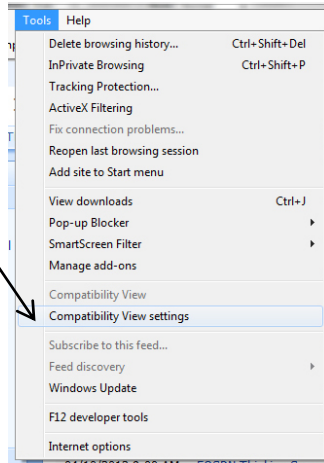 Tools Help
Delete browsing history... Ctrl+Shift+Del
InPrivate Browsing Ctrl+Shift+P
Tracking Protection...
ActiveX Filtering
Fix connection problems...
Reopen last browsing session
Add site to Start menu
View downloads Ctrl+J
Pop-up Blocker
SmartScreen Filter
Manage add-ons
Compatibility View
Compatibility View settings
Subscribe to this feed...
Feed discovery
Windows Update
F12 developer tools
Internet options